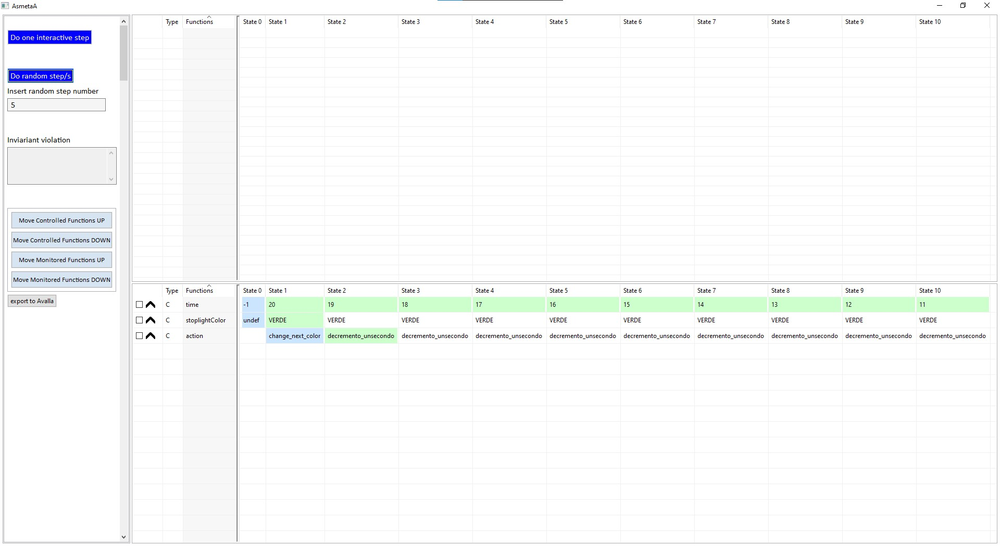 AsmetaA
Do one interactive step
Do random step/s
Insert random step number
5
Inviariant violation
Move Controlled Functions UP
Move Controlled Functions DOWN
Move Monitored Functions UP
Move Monitored Functions DOWN
export to Avalla
Type Functions State 0 State 1 State 2 State 3 State 4 State 5 State 6 State 7 State 8 State 9 State 10
Type Functions State 0 State 1 State 2 State 3 State 4 State 5 State 6 State 7 State 8 State 9 State 10
C time -1 20 19 18 17 16 15 14 13 12 11
C stoplightColor undef VERDE VERDE VERDE VERDE VERDE VERDE VERDE VERDE VERDE VERDE
C action change_next_color decremento_unsecondo decremento_unsecondo decremento_unsecondo decremento_unsecondo decremento_unsecondo decremento_unsecondo decremento_unsecondo decremento_unsecondo decremento_unsecondo